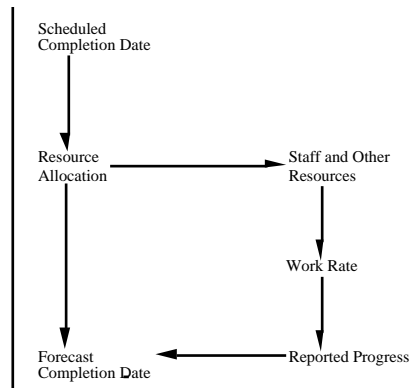 Scheduled
Completion Date
Resource
Allocation
Staff and Other
Resources
Work Rate
Forecast
Completion Date
Reported Progress